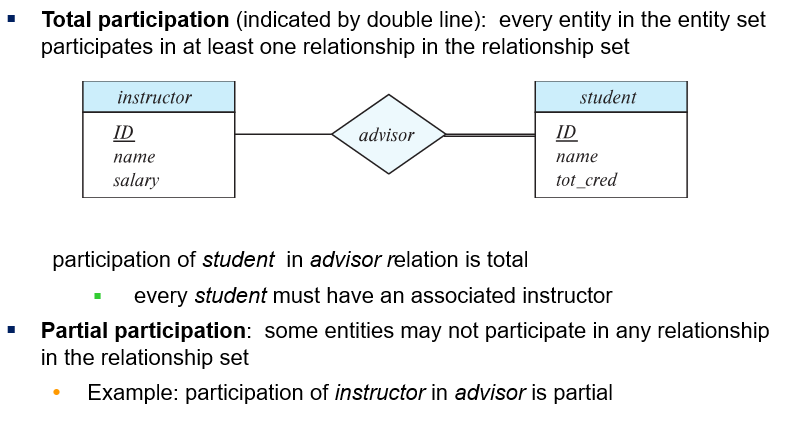 Total participation (indicated by double line): every entity in the entity set
participates in at least one relationship in the relationship set
instructor
ID
name
salary
advisor
student
ID
name
tot_cred
participation of student in advisor relation is total
every student must have an associated instructor
Partial participation: some entities may not participate in any relationship
in the relationship set
Example: participation of instructor in advisor is partial